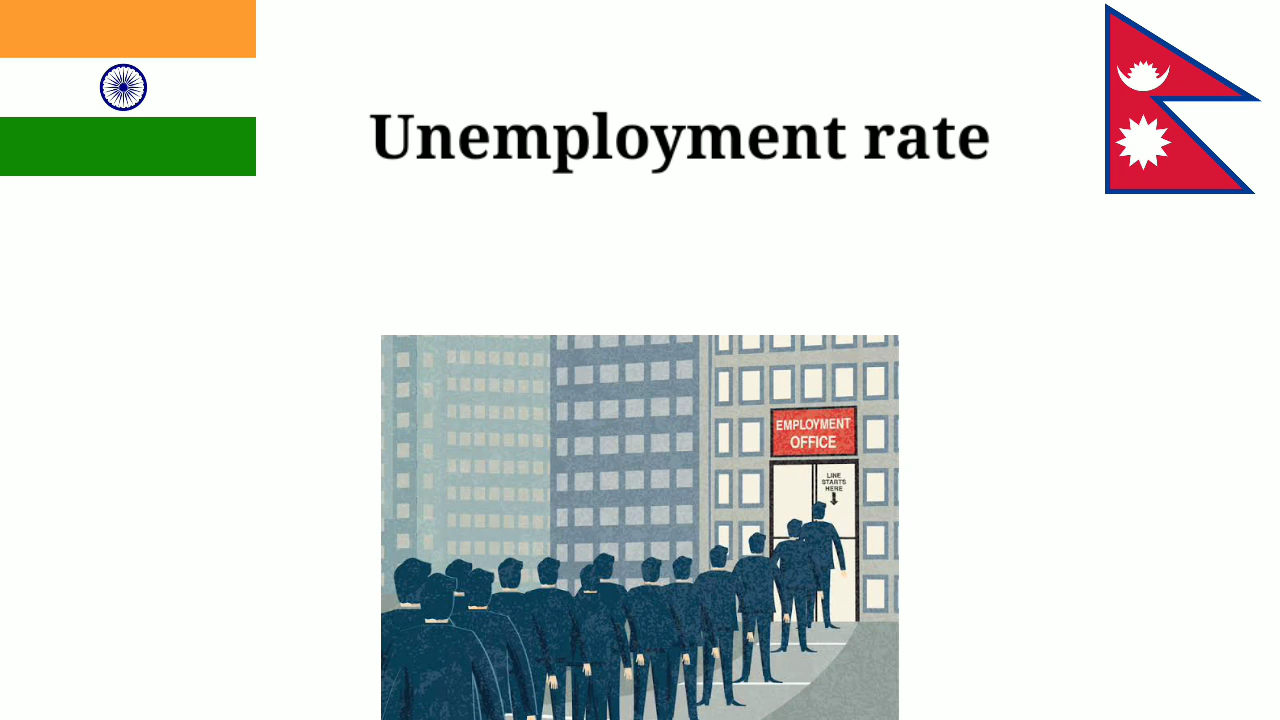 Unemployment rate
EMPLOYMENT
OFFICE
LINE
STARTS
HERE